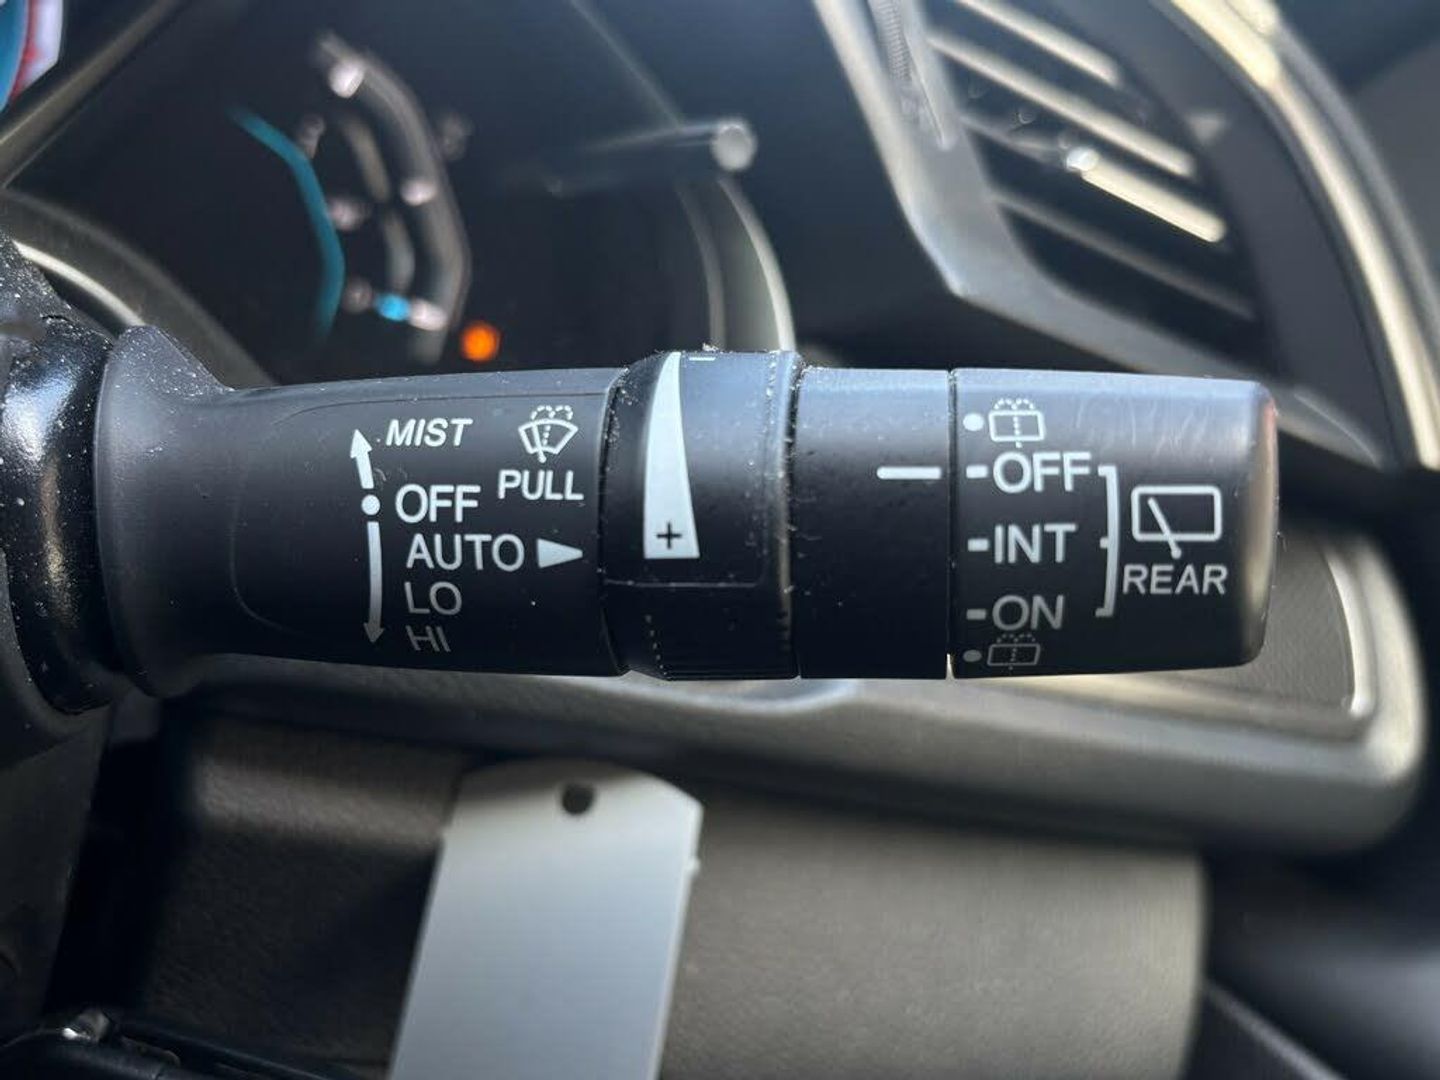 MIST
PULL
OFF
AUTO
LO
HI
+
OFF
INT
ON
REAR